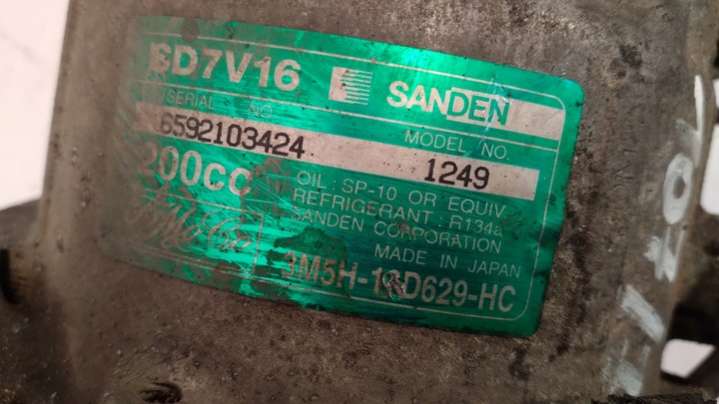 SD7V16 SANDEN
SERIAL NO. MODEL NO.
6592103424 1249
200cc OIL : SP-10 OR EQUIV
REFRIGERANT : R134a
SANDEN CORPORATION
MADE IN JAPAN
3M5H-19D629-HC